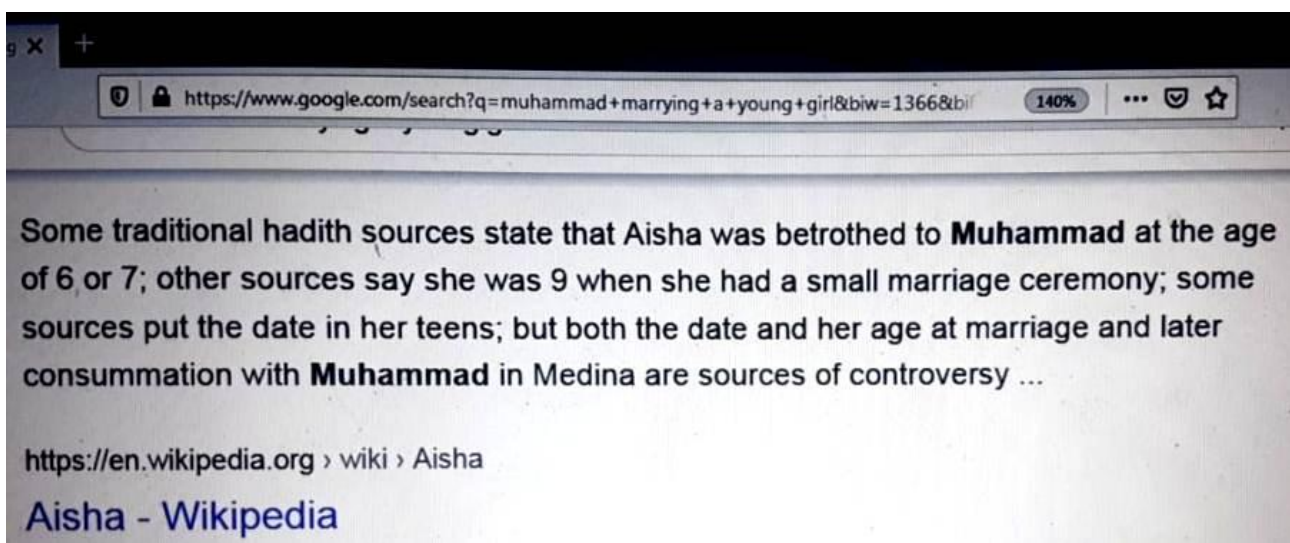 g
https://www.google.com/search?q=muhammad+marrying+a+young+girl&biw=1366&bi
140%
Some traditional hadith sources state that Aisha was betrothed to Muhammad at the age
of 6 or 7; other sources say she was 9 when she had a small marriage ceremony; some
sources put the date in her teens; but both the date and her age at marriage and later
consummation with Muhammad in Medina are sources of controversy ...
https://en.wikipedia.org › wiki › Aisha
Aisha - Wikipedia